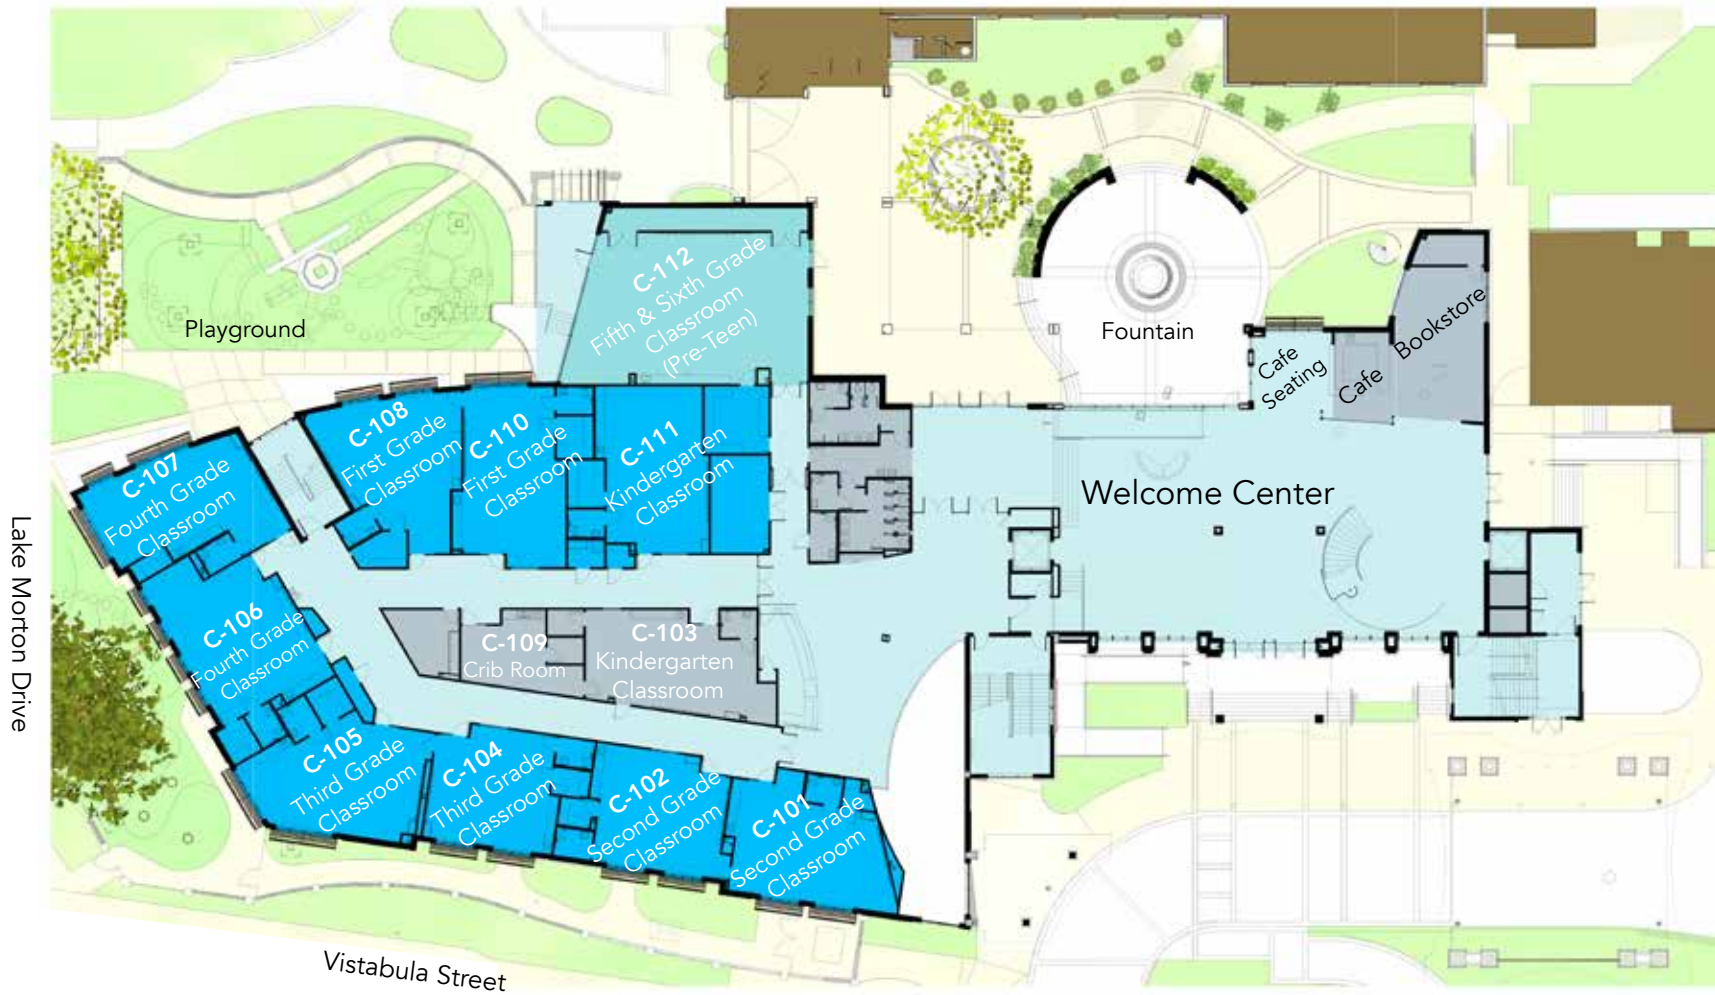 C-112
Fifth & Sixth Grade
Classroom
(Pre-Teen)
Playground
Fountain
Cafe
Seating
Cafe
Bookstore
C-108
First Grade
Classroom
C-110
First Grade
Classroom
C-111
Kindergarten
Classroom
C-107
Fourth Grade
Classroom
Welcome Center
Lake Morton Drive
C-106
Fourth Grade
Classroom
C-109
Crib Room
C-103
Kindergarten
Classroom
C-105
Third Grade
Classroom
C-104
Third Grade
Classroom
C-102
Second Grade
Classroom
C-101
Second Grade
Classroom
Vistabula Street